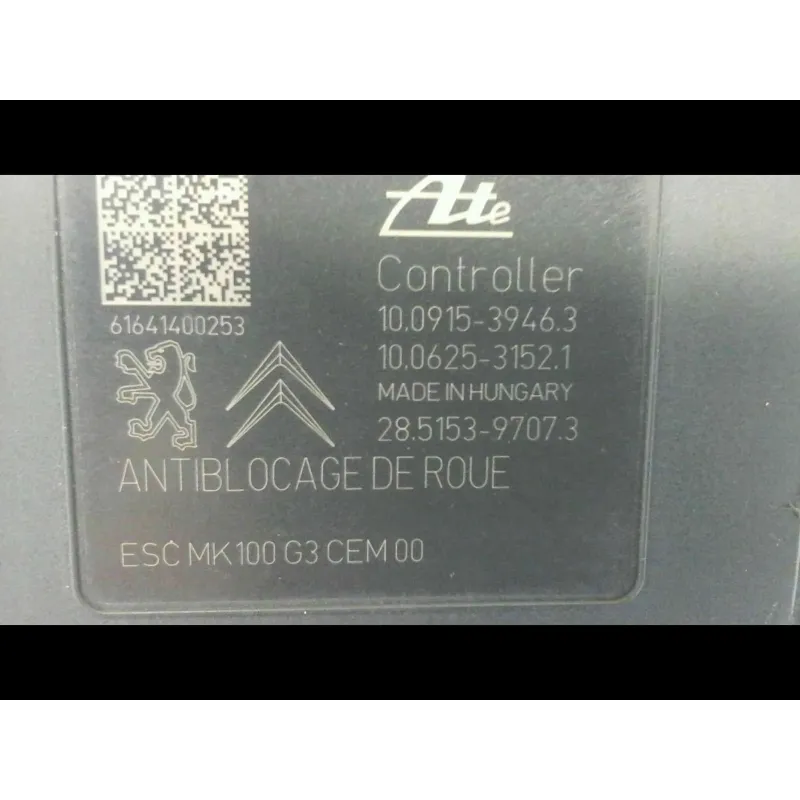 Ate
Controller
10.0915-3946.3
61641400253
10.0625-3152.1
MADE IN HUNGARY
28.5153-9707.3
ANTIBLOCAGE DE ROUE
ESC MK100 G3 CEM 00